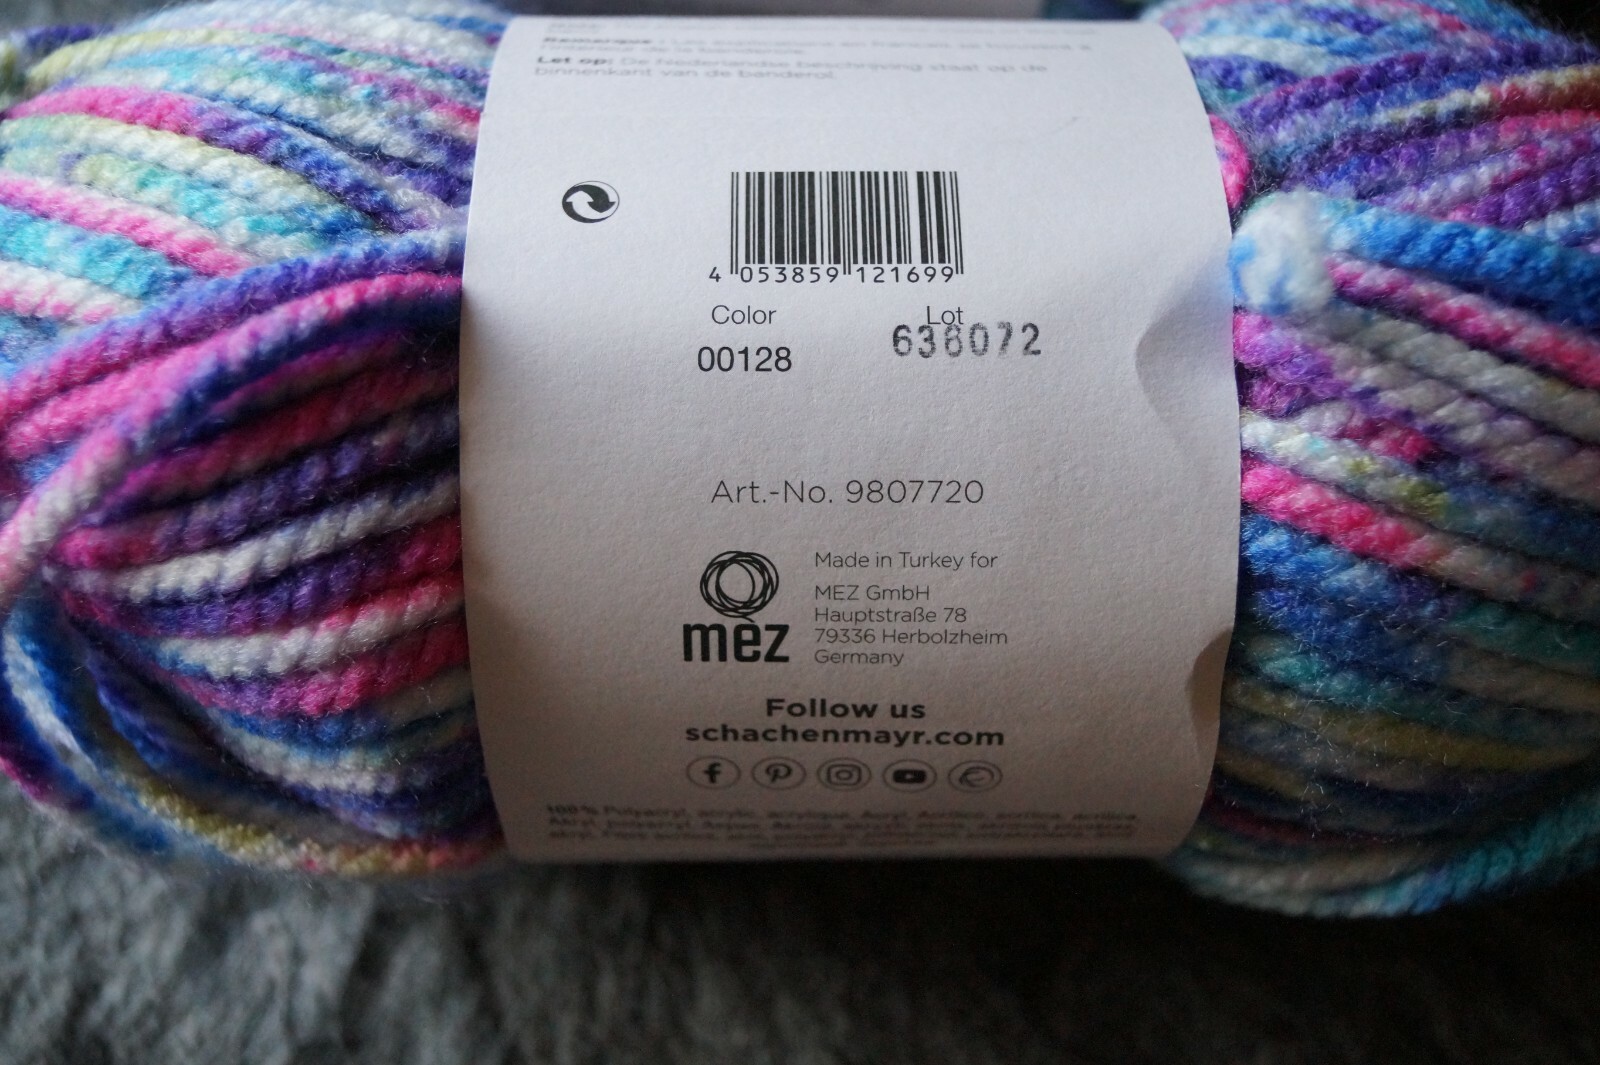 Remarque :
Let op: De Nederlandse beschrijving staat op de
binnenkant van de banderol.
4 053859 121699
Color
Lot
00128
636072
Art.-No. 9807720
Made in Turkey for
MEZ GmbH
Hauptstraße 78
79336 Herbolzheim
Germany
mez
Follow us
schachenmayr.com
100% Polyacryl, acrylic, acrylique,